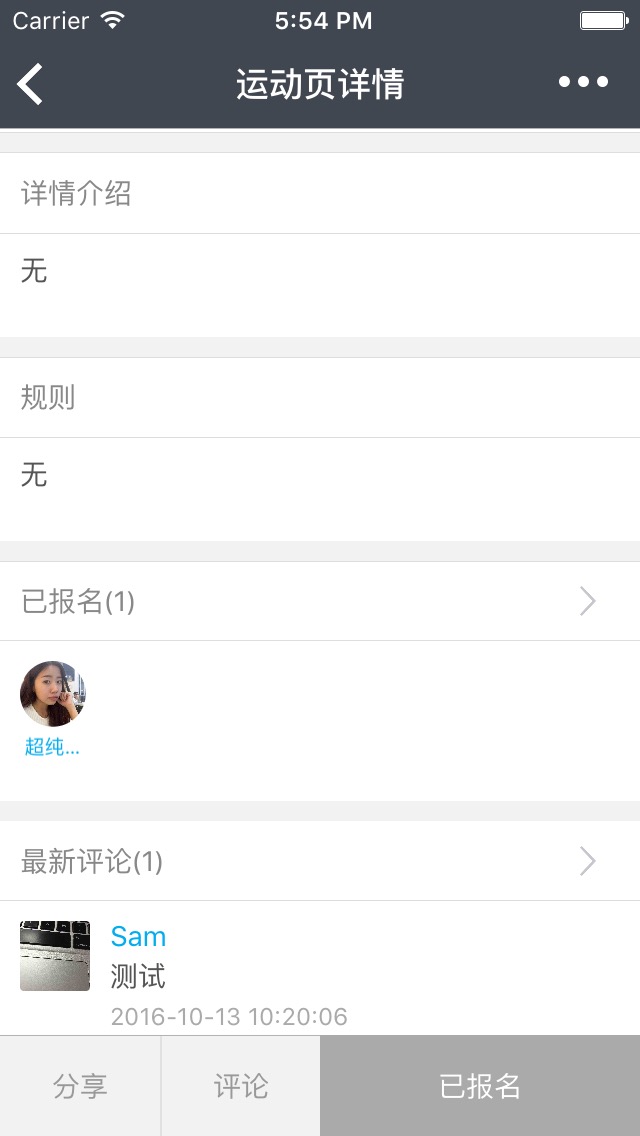 Carrier 5:54 PM
运动页详情
详情介绍
无
规则
无
已报名(1)
超纯...
最新评论(1)
Sam
测试
2016-10-13 10:20:06
分享 评论 已报名